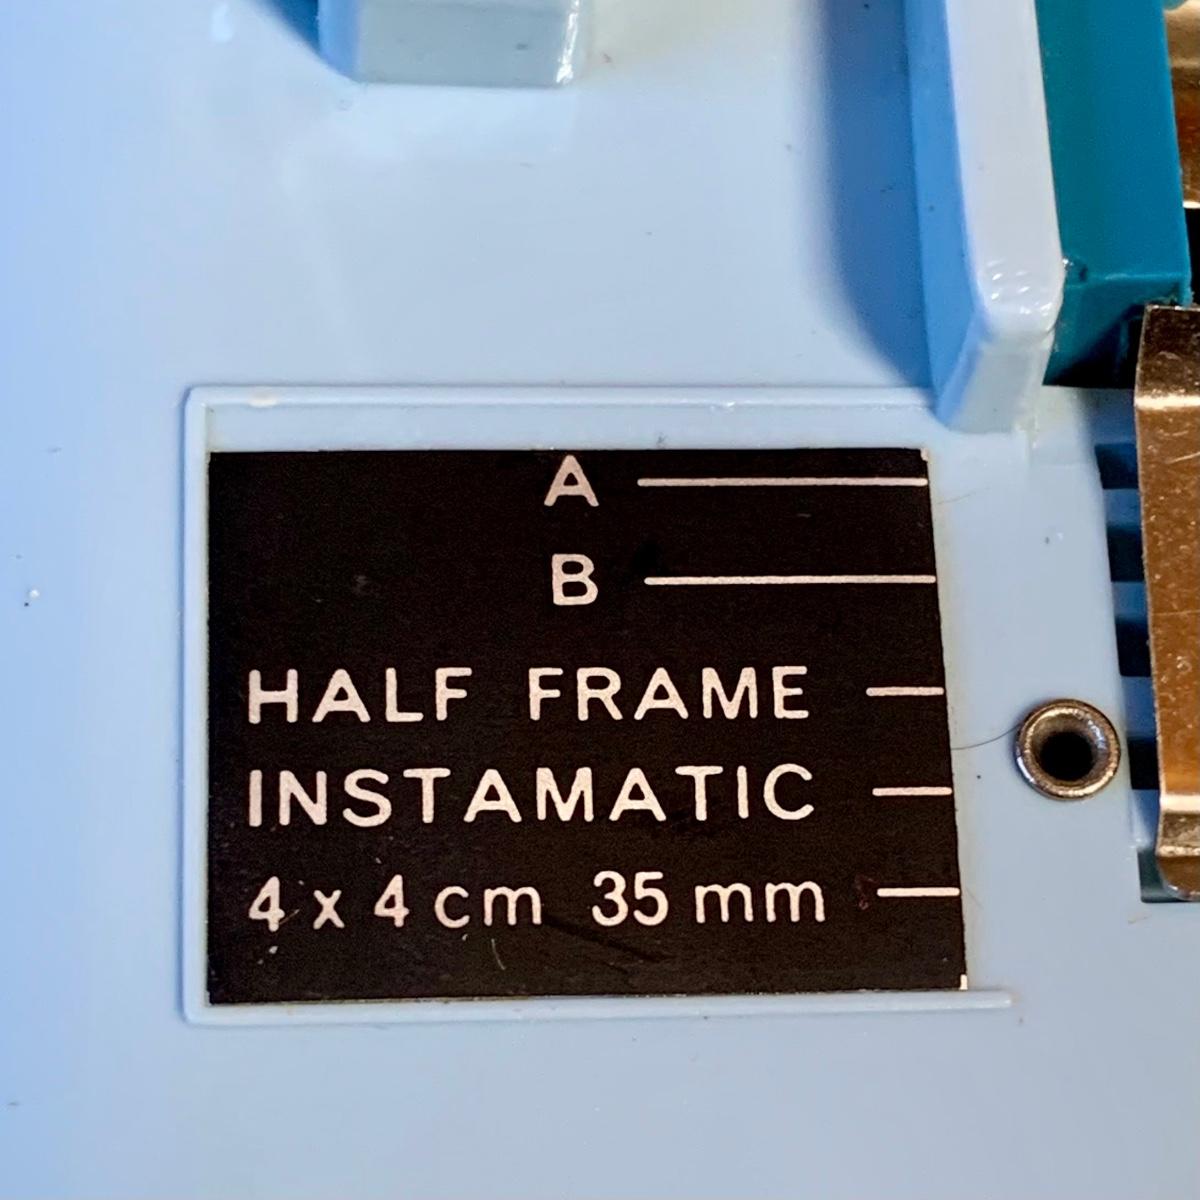 A
B
HALF FRAME
INSTAMATIC
4 x 4 cm 35 mm